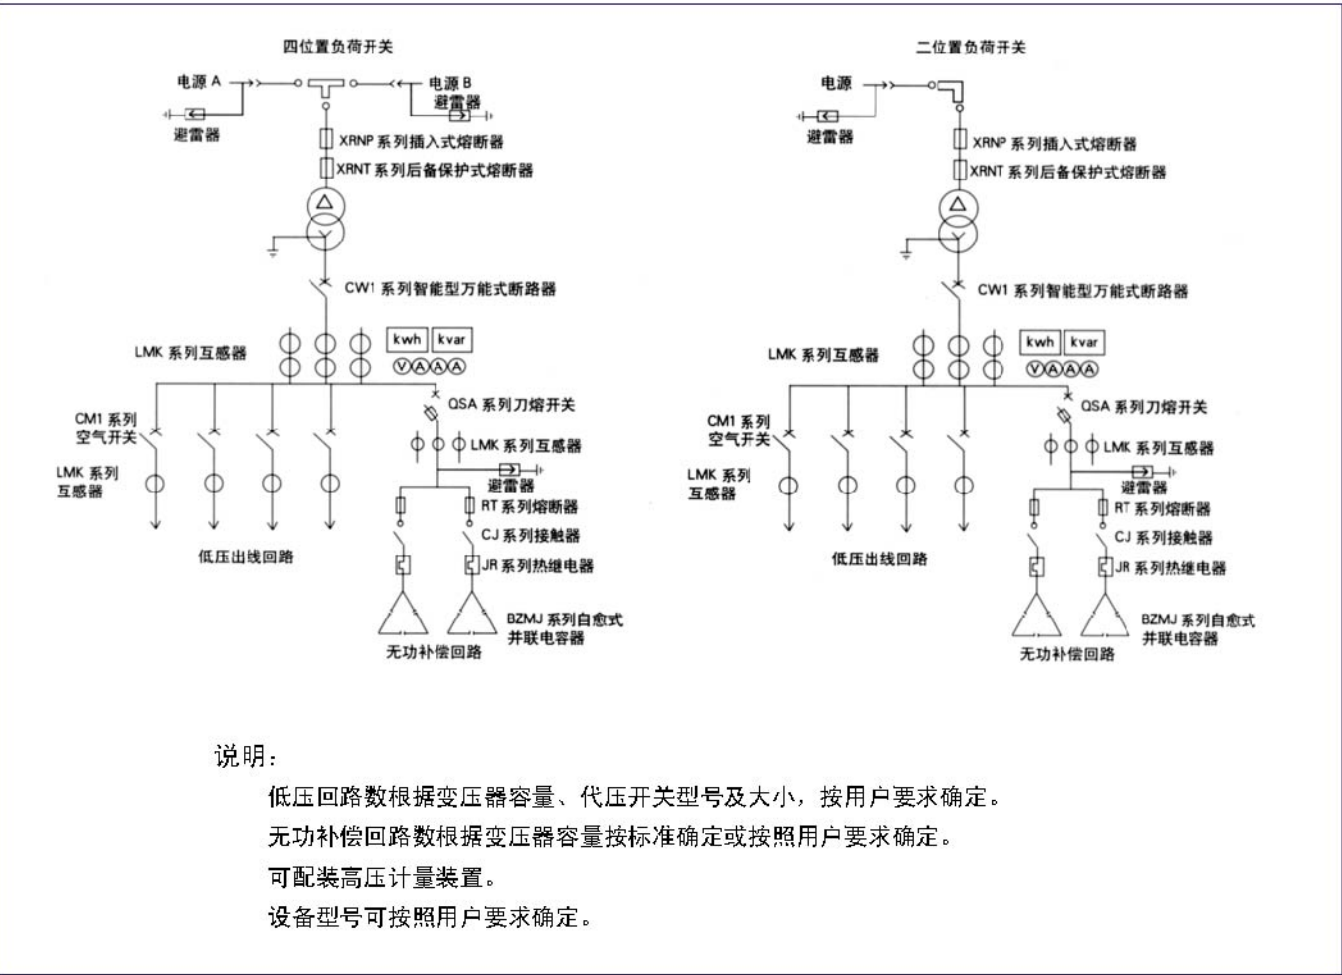 四位置负荷开关
电源 A
电源 B
避雷器
避雷器
XRNP 系列插入式熔断器
XRNT 系列后备保护式熔断器
CW1 系列智能型万能式断路器
LMK 系列互感器
kwh
kvar
V A A A
CM1 系列
空气开关
QSA 系列刀熔开关
LMK 系列互感器
LMK 系列
互感器
避雷器
RT 系列熔断器
CJ 系列接触器
低压出线回路
JR 系列热继电器
BZMJ 系列自愈式
并联电容器
无功补偿回路
二位置负荷开关
电源
避雷器
XRNP 系列插入式熔断器
XRNT 系列后备保护式熔断器
CW1 系列智能型万能式断路器
LMK 系列互感器
kwh
kvar
V A A A
CM1 系列
空气开关
QSA 系列刀熔开关
LMK 系列互感器
LMK 系列
互感器
避雷器
RT 系列熔断器
CJ 系列接触器
低压出线回路
JR 系列热继电器
BZMJ 系列自愈式
并联电容器
无功补偿回路
说明：
低压回路数根据变压器容量、代压开关型号及大小，按用户要求确定。
无功补偿回路数根据变压器容量按标准确定或按照用户要求确定。
可配装高压计量装置。
设备型号可按照用户要求确定。